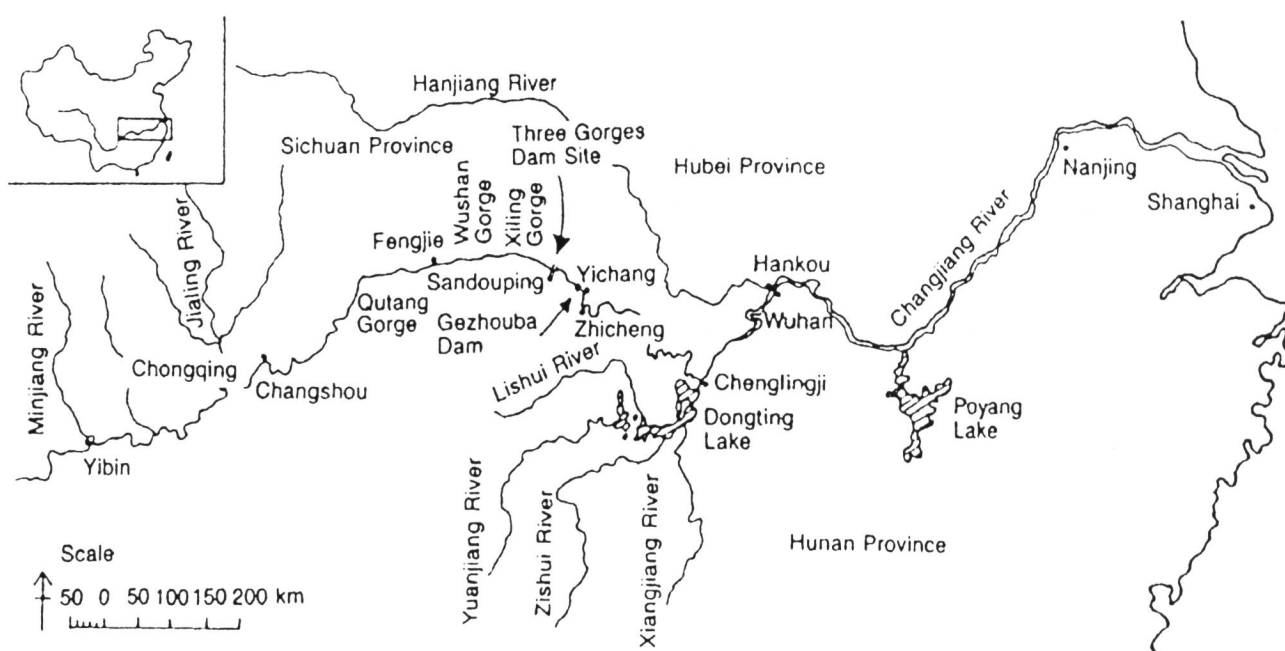 Hanjiang River
Three Gorges
Dam Site
Sichuan Province
Hubei Province
Nanjing
Shanghai
Changjiang River
Wushan
Gorge
Xiling
Gorge
Fengjie
Sandouping
Yichang
Hankou
Jialing River
Qutang
Gorge
Gezhouba
Dam
Zhicheng
Wuhan
Minjiang River
Chongqing
Changshou
Lishui River
Chenglingji
Dongting
Lake
Poyang
Lake
Yibin
Yuanjiang River
Zishui River
Xiangjiang River
Hunan Province
Scale
50 0 50 100 150 200 km